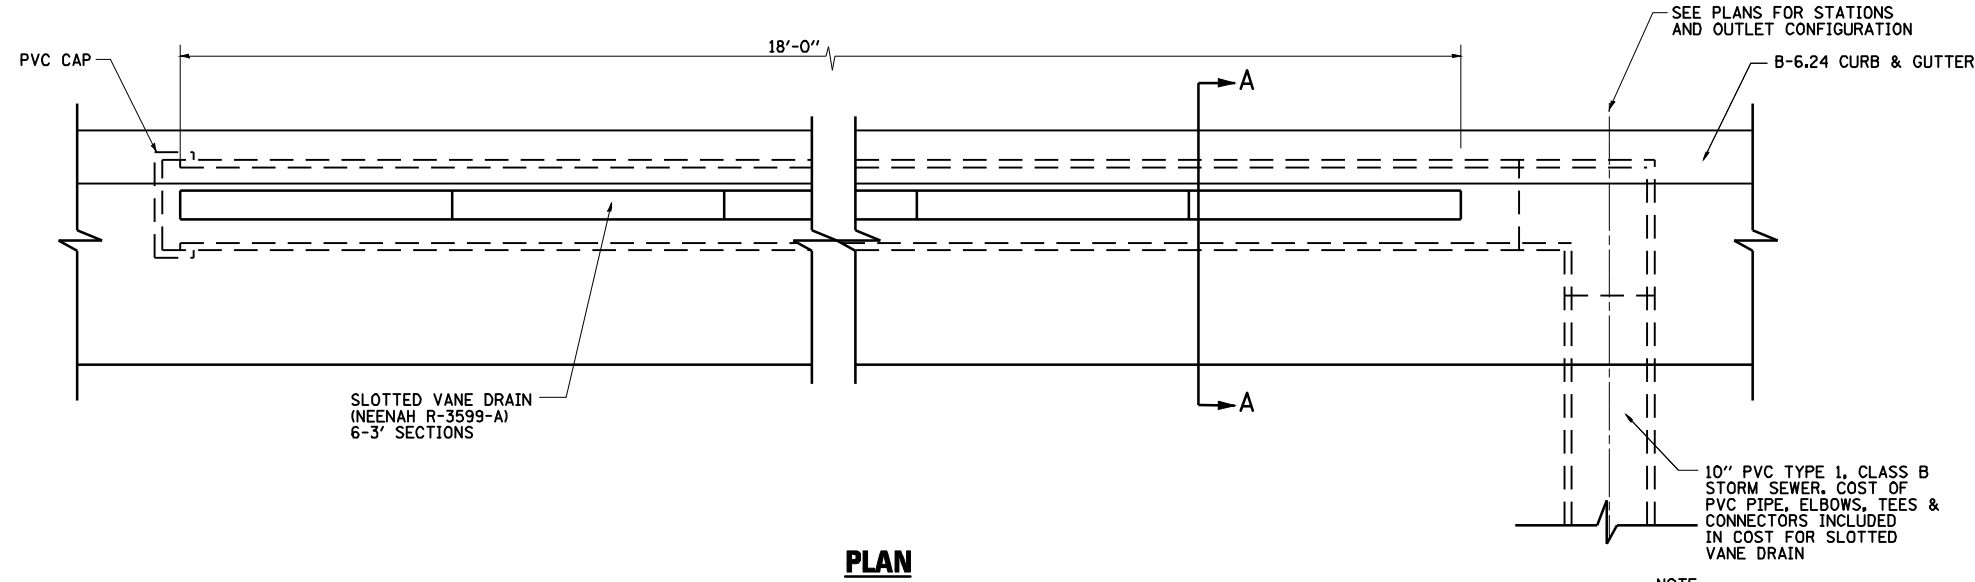 SEE PLANS FOR STATIONS
AND OUTLET CONFIGURATION
18'-0"
PVC CAP
B-6.24 CURB & GUTTER
A
A
SLOTTED VANE DRAIN
(NEENAH R-3599-A)
6-3' SECTIONS
10" PVC TYPE 1, CLASS B
STORM SEWER. COST OF
PVC PIPE, ELBOWS, TEES &
CONNECTORS INCLUDED
IN COST FOR SLOTTED
VANE DRAIN
PLAN
NOTE